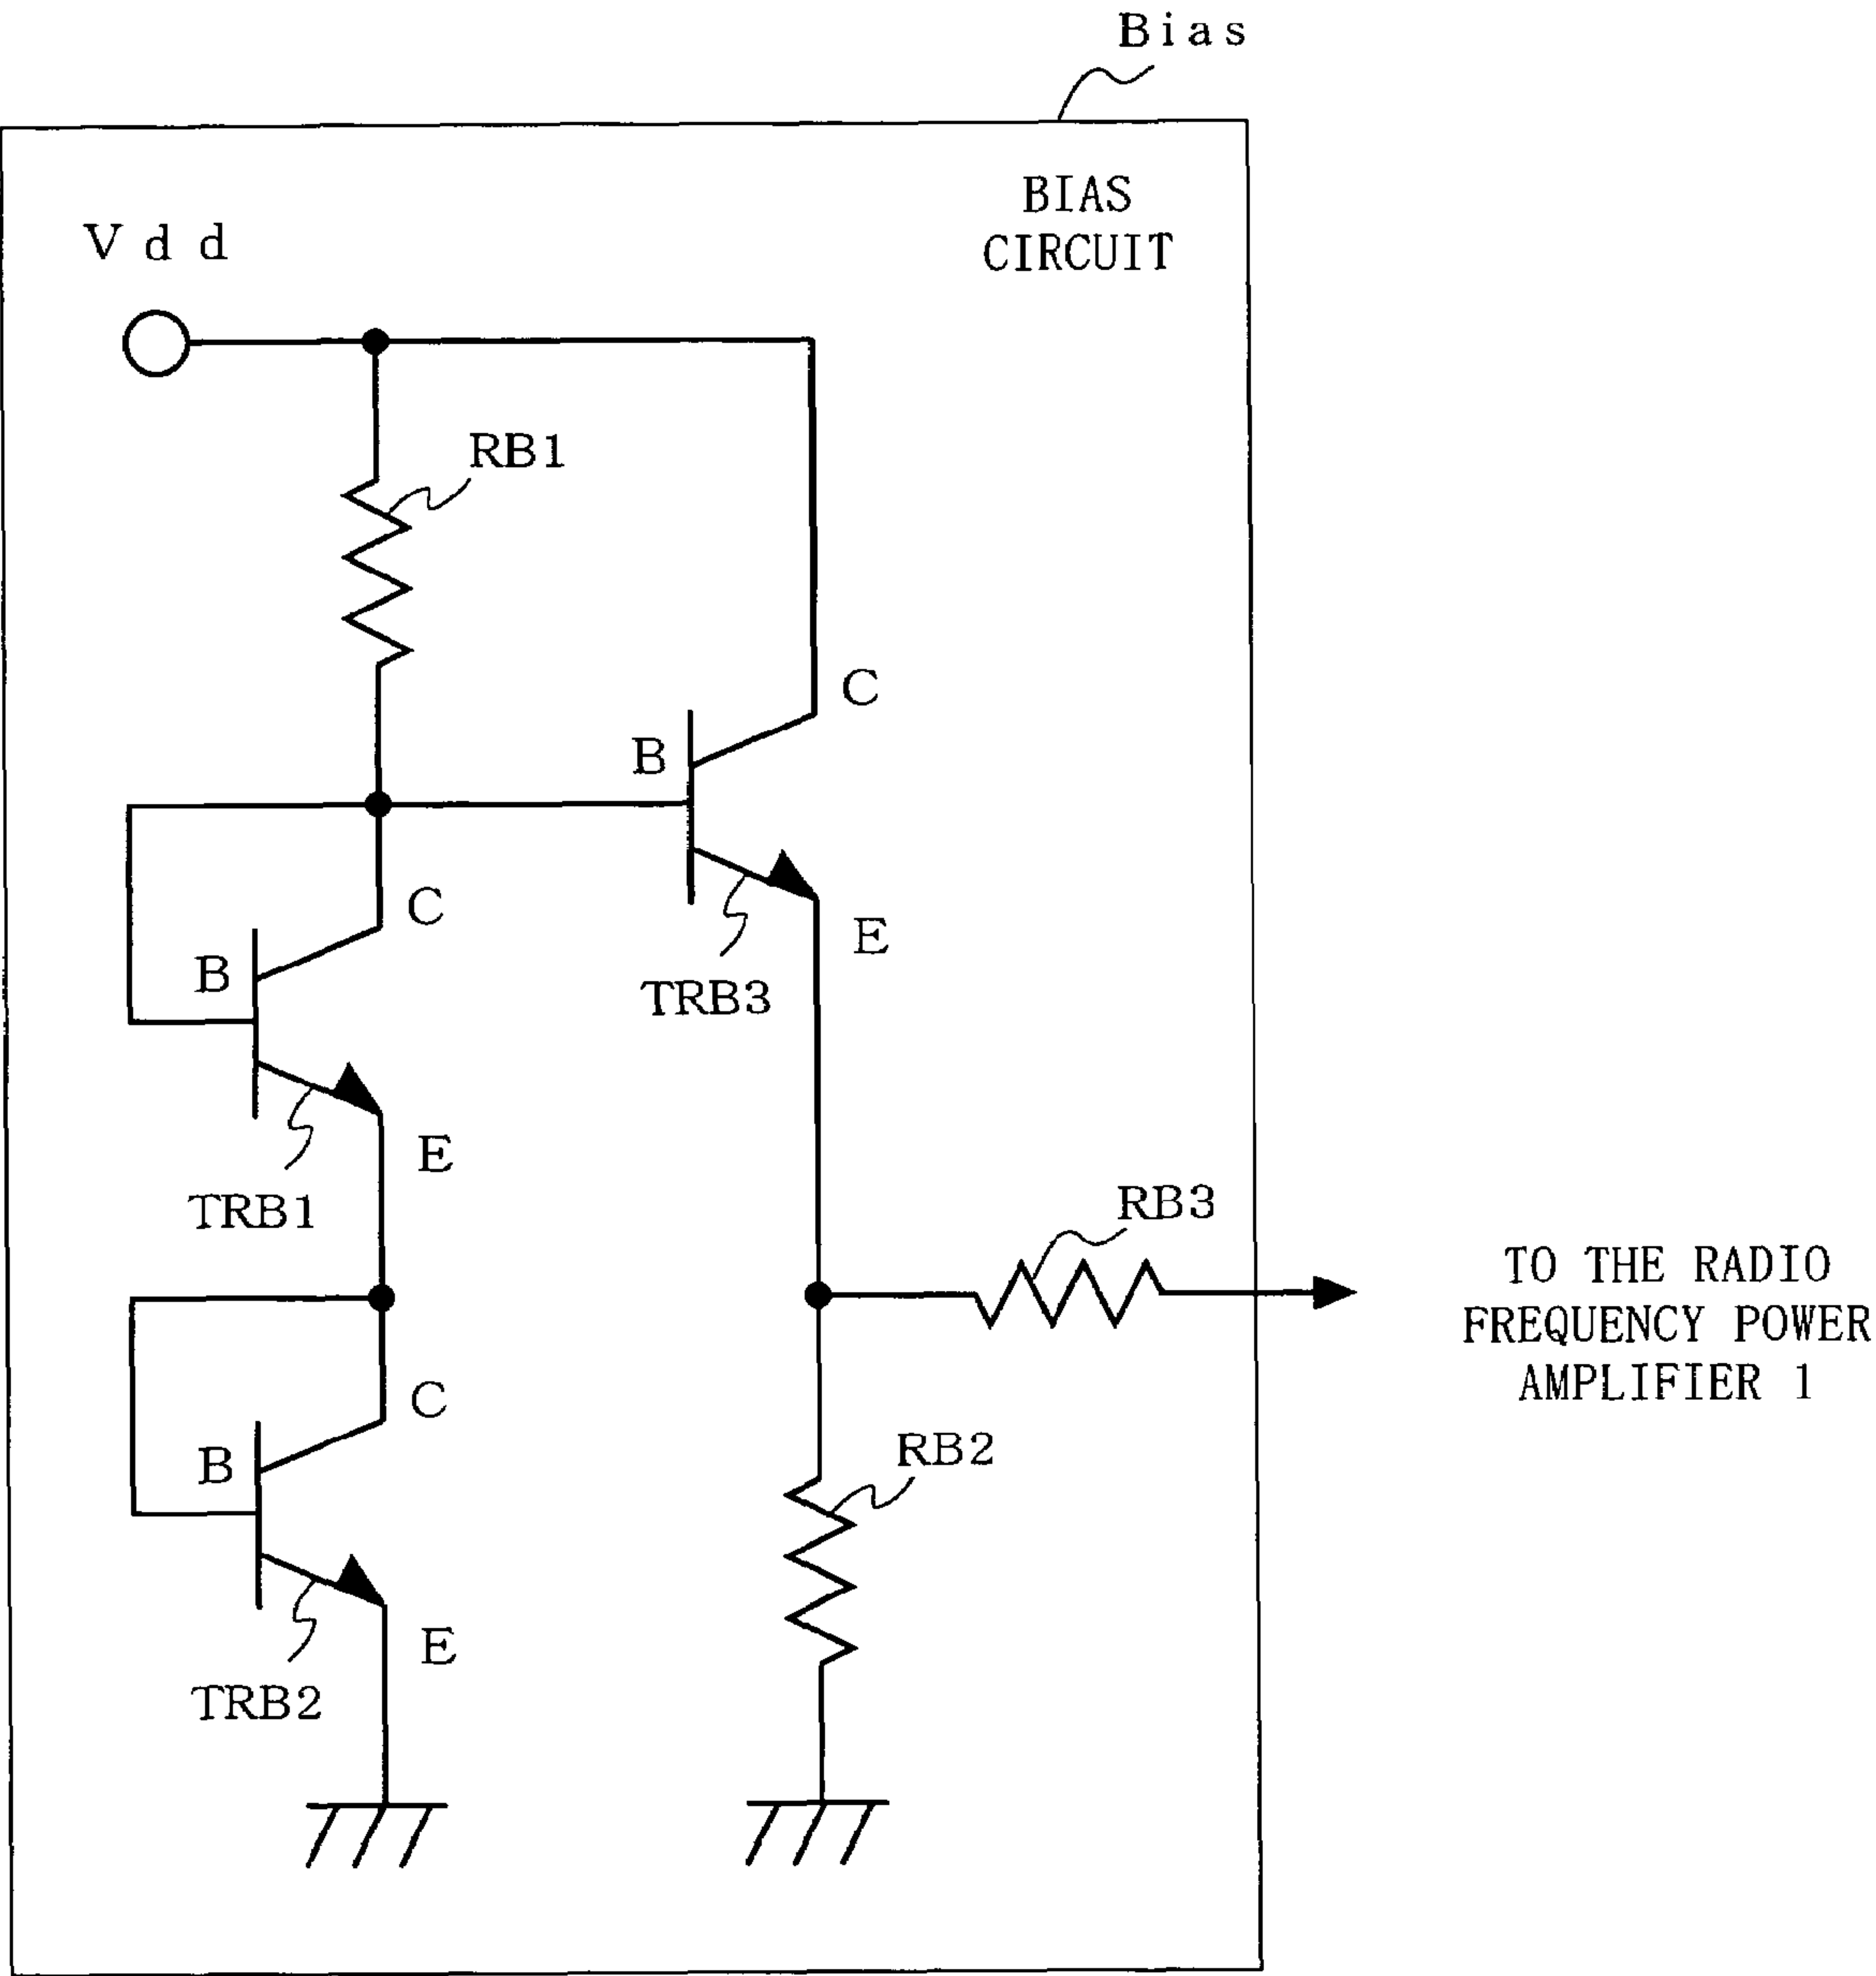 Bias
BIAS
CIRCUIT
Vdd
RB1
C
B
C
E
B
TRB3
E
RB3
TRB1
TO THE RADIO
FREQUENCY POWER
AMPLIFIER 1
C
RB2
B
E
TRB2